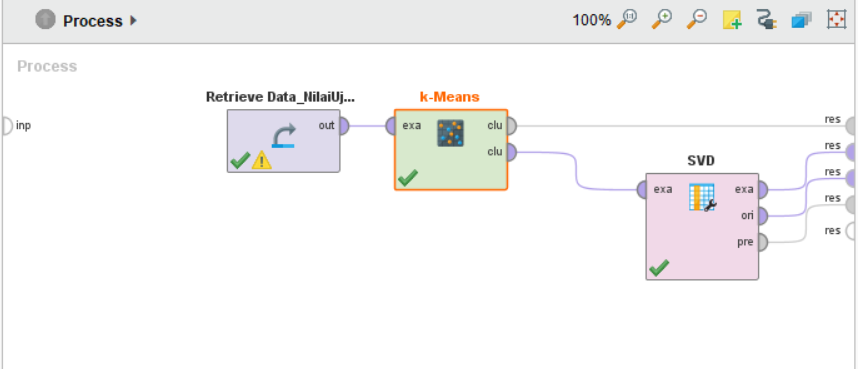 Process
100%
Process
Retrieve Data_NilaiUj...
k-Means
inp
out
exa
clu
clu
res
res
res
res
res
SVD
exa
exa
ori
pre